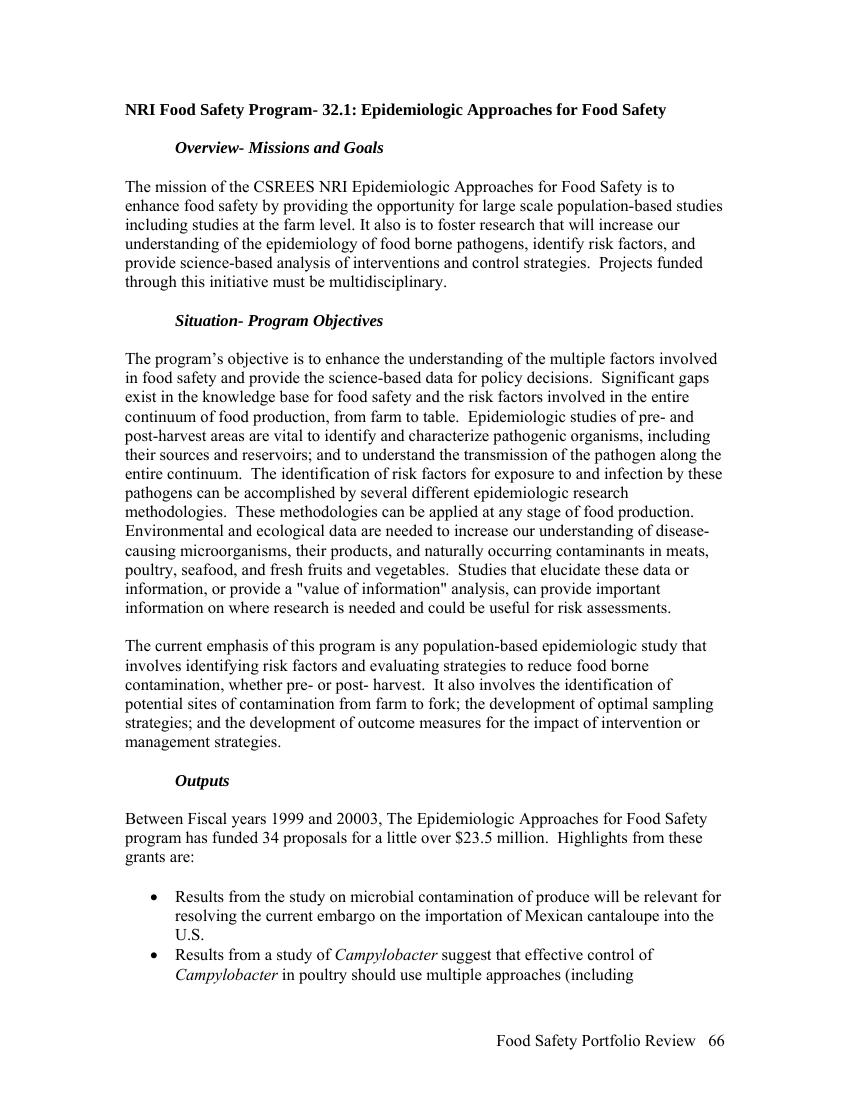 NRI Food Safety Program- 32.1: Epidemiologic Approaches for Food Safety
Overview- Missions and Goals
The mission of the CSREES NRI Epidemiologic Approaches for Food Safety is to
enhance food safety by providing the opportunity for large scale population-based studies
including studies at the farm level. It also is to foster research that will increase our
understanding of the epidemiology of food borne pathogens, identify risk factors, and
provide science-based analysis of interventions and control strategies.  Projects funded
through this initiative must be multidisciplinary.
Situation- Program Objectives
The program’s objective is to enhance the understanding of the multiple factors involved
in food safety and provide the science-based data for policy decisions.  Significant gaps
exist in the knowledge base for food safety and the risk factors involved in the entire
continuum of food production, from farm to table.  Epidemiologic studies of pre- and
post-harvest areas are vital to identify and characterize pathogenic organisms, including
their sources and reservoirs; and to understand the transmission of the pathogen along the
entire continuum.  The identification of risk factors for exposure to and infection by these
pathogens can be accomplished by several different epidemiologic research
methodologies.  These methodologies can be applied at any stage of food production.
Environmental and ecological data are needed to increase our understanding of disease-
causing microorganisms, their products, and naturally occurring contaminants in meats,
poultry, seafood, and fresh fruits and vegetables.  Studies that elucidate these data or
information, or provide a "value of information" analysis, can provide important
information on where research is needed and could be useful for risk assessments.
The current emphasis of this program is any population-based epidemiologic study that
involves identifying risk factors and evaluating strategies to reduce food borne
contamination, whether pre- or post- harvest.  It also involves the identification of
potential sites of contamination from farm to fork; the development of optimal sampling
strategies; and the development of outcome measures for the impact of intervention or
management strategies.
Outputs
Between Fiscal years 1999 and 20003, The Epidemiologic Approaches for Food Safety
program has funded 34 proposals for a little over $23.5 million.  Highlights from these
grants are:
• Results from the study on microbial contamination of produce will be relevant for
resolving the current embargo on the importation of Mexican cantaloupe into the
U.S.
• Results from a study of Campylobacter suggest that effective control of
Campylobacter in poultry should use multiple approaches (including
Food Safety Portfolio Review   66